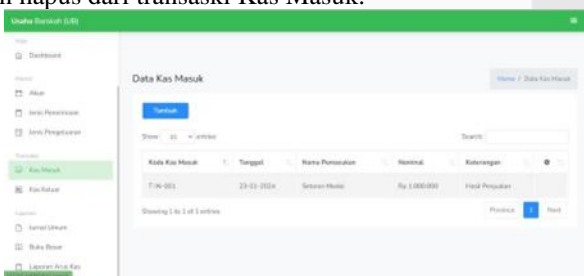 hapus dari transaksi Kas Masuk.
Usaha Barokah (UB)
Dashboard
Data Kas Masuk
Home / Data Kas Masuk
Akun
Jenis Penerimaan
Jenis Pengeluaran
Tambah
Show 10 entries
Search:
Transaksi
Kas Masuk
Kas Keluar
Kode Kas Masuk Tanggal Nama Pemasukan Nominal Keterangan
T-IN-001 23-01-2024 Setoran Modal Rp. 1.000.000 Hasil Penjualan
Showing 1 to 1 of 1 entries
Previous 1 Next
Laporan
Jurnal Umum
Buku Besar
Laporan Arus Kas